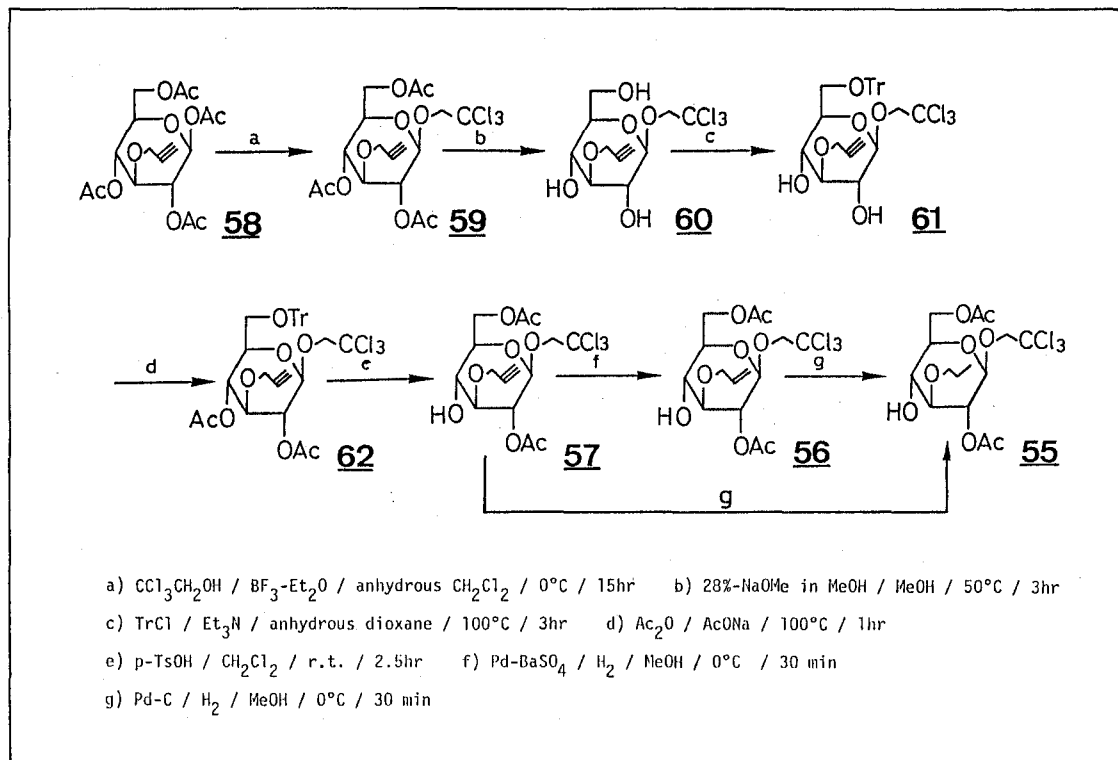 OAc OAc OTr
OAc O CCl3 OH O CCl3 O CCl3
O O O O
a b c
O O O O
AcO AcO HO HO
OAc 58 OAc 59 OH 60 OH 61
OTr OAc OAc OAc
O CCl3 O CCl3 O CCl3 O CCl3
d O e O f O g O
O O O O
AcO HO HO HO
OAc 62 OAc 57 OAc 56 OAc 55
g
a) CCl3CH2OH / BF3-Et2O / anhydrous CH2Cl2 / 0°C / 15hr b) 28%-NaOMe in MeOH / MeOH / 50°C / 3hr
c) TrCl / Et3N / anhydrous dioxane / 100°C / 3hr d) Ac2O / AcONa / 100°C / 1hr
e) p-TsOH / CH2Cl2 / r.t. / 2.5hr f) Pd-BaSO4 / H2 / MeOH / 0°C / 30 min
g) Pd-C / H2 / MeOH / 0°C / 30 min